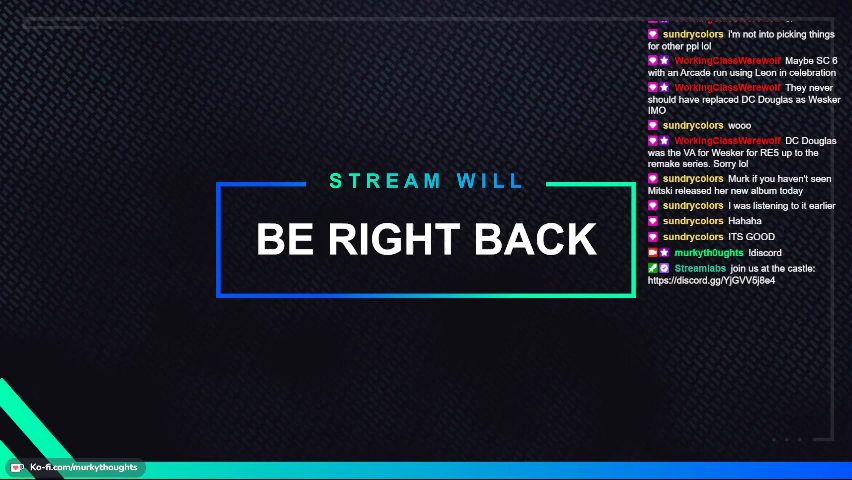 WorkingClassWerewolf
sundrycolors I'm not into picking things
for other ppl lol
WorkingClassWerewolf Maybe SC 6
with an Arcade run using Leon in celebration
WorkingClassWerewolf They never
should have replaced DC Douglas as Wesker
IMO
sundrycolors wooo
WorkingClassWerewolf DC Douglas
was the VA for Wesker for RE5 up to the
remake series. Sorry lol
sundrycolors Murk if you haven't seen
Mitski released her new album today
sundrycolors I was listening to it earlier
sundrycolors Hahaha
sundrycolors ITS GOOD
murkyth0ughts !discord
Streamlabs join us at the castle:
https://discord.gg/YjGVV5j8e4
STREAM WILL
BE RIGHT BACK
Ko-fi.com/murkythoughts